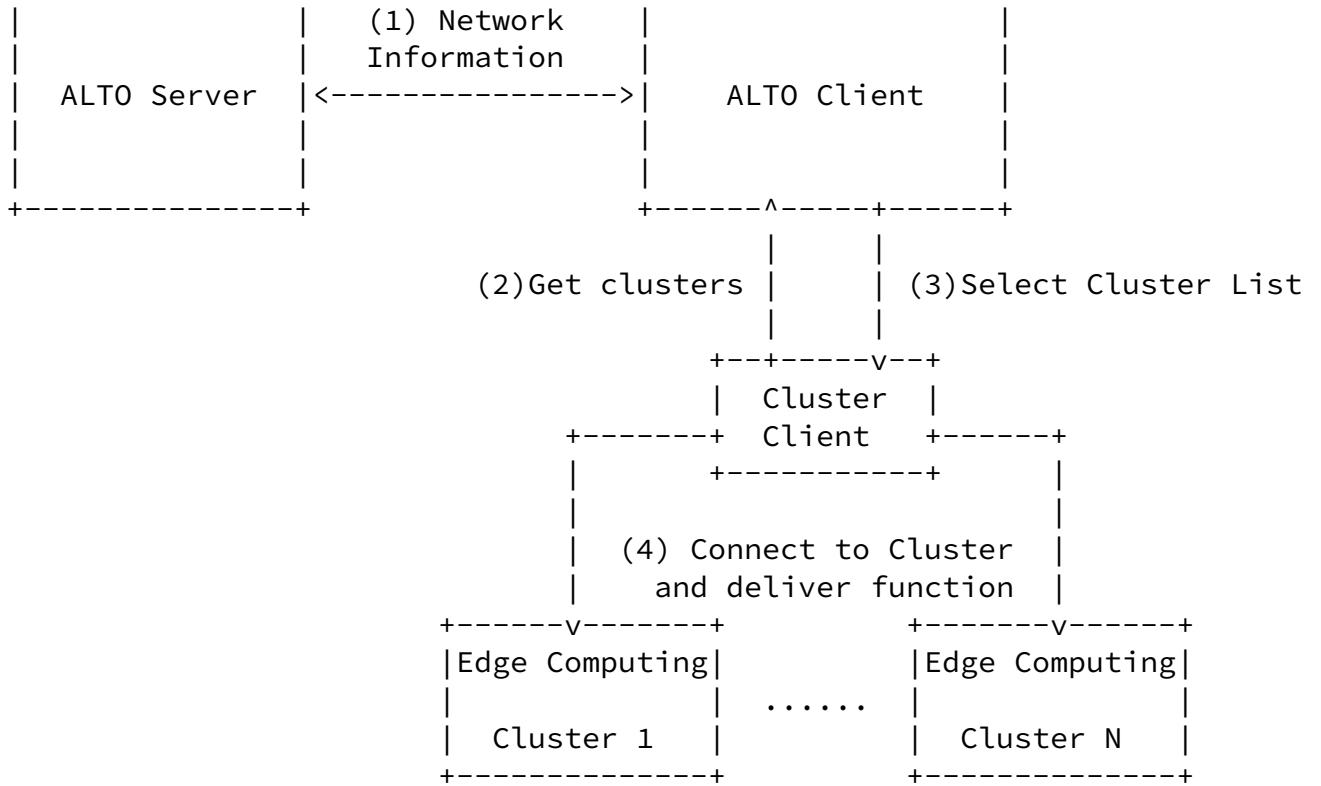 (1) Network
Information
ALTO Server <----------------> ALTO Client
(2)Get clusters (3)Select Cluster List
Cluster
Client
(4) Connect to Cluster
and deliver function
Edge Computing Edge Computing
......
Cluster 1 Cluster N